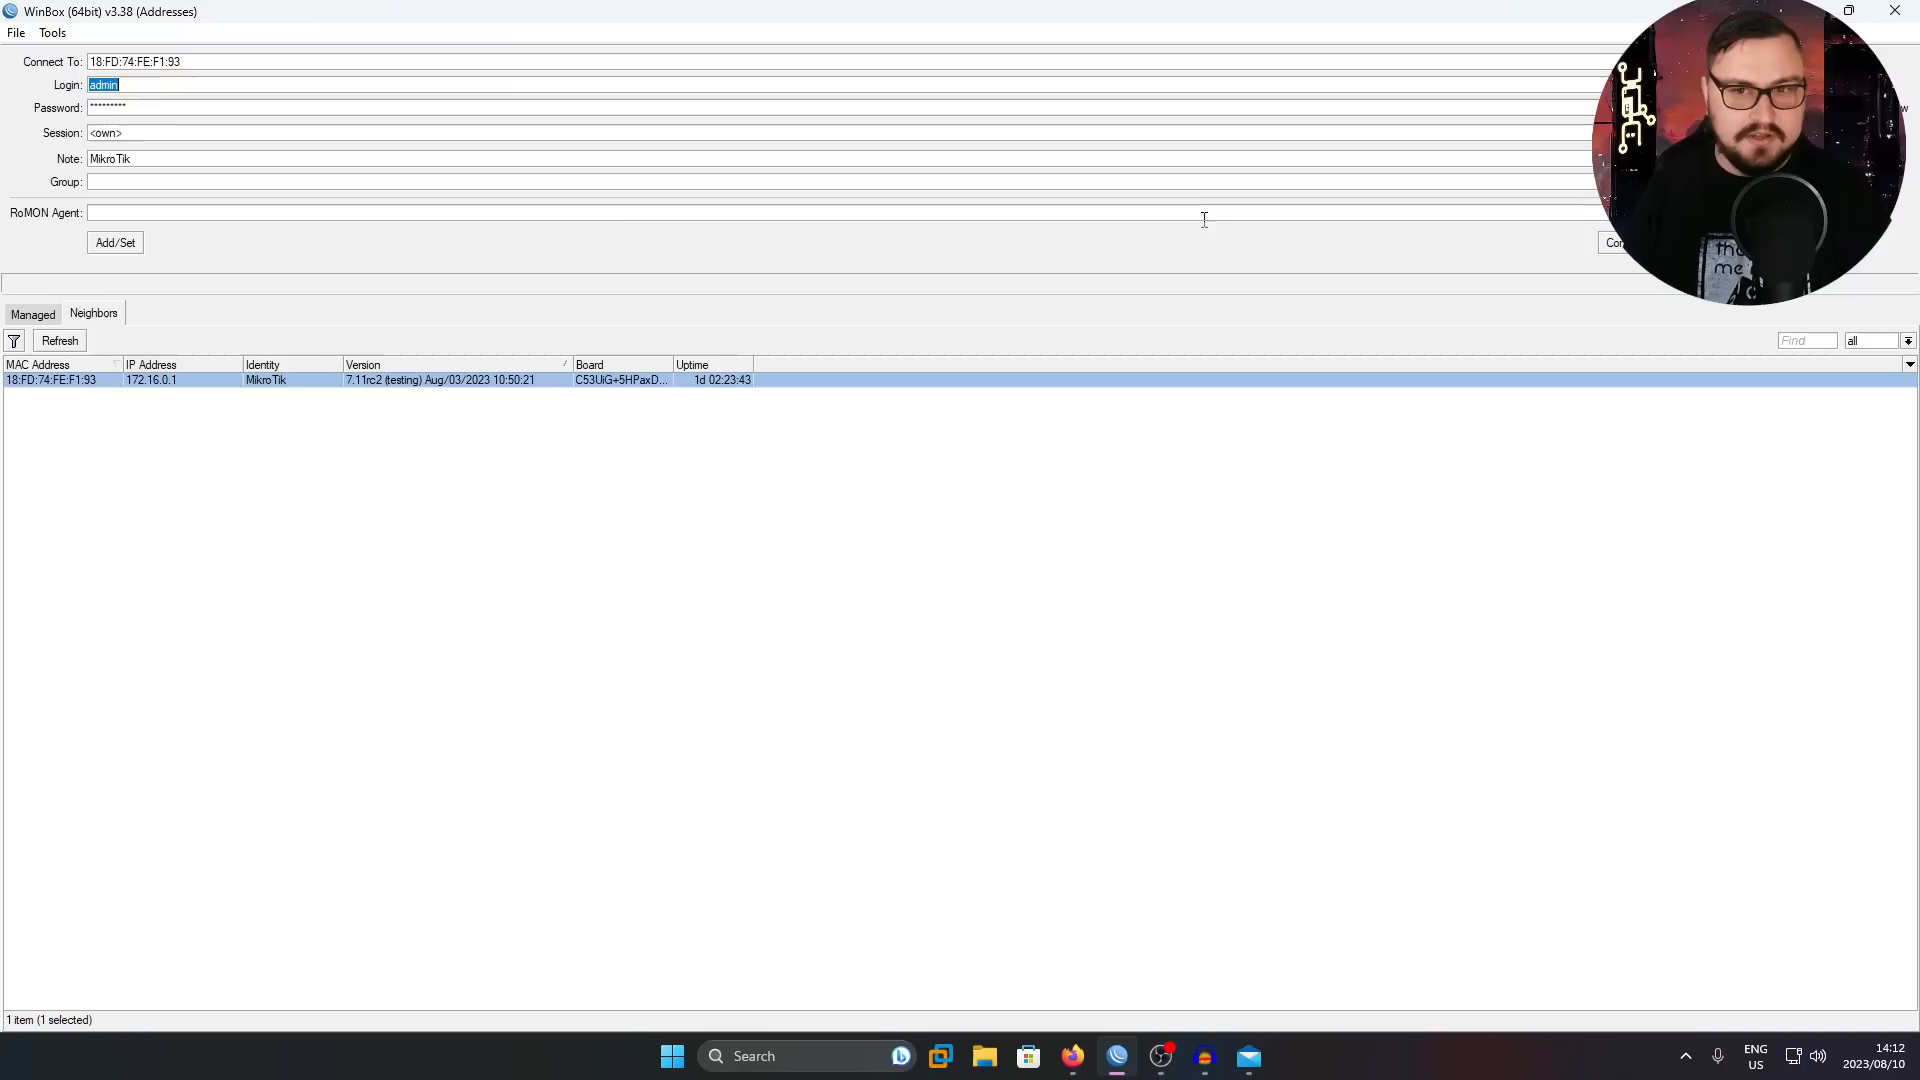 WinBox (64bit) v3.38 (Addresses)
File Tools
Connect To: 18:FD:74:FE:F1:93
Login: admin
Password: *********
Session: <own>
Note: MikroTik
Group:
RoMON Agent:
Add/Set
Con
tha
me
Managed Neighbors
Refresh
Find all
MAC Address IP Address Identity Version Board Uptime
18:FD:74:FE:F1:93 172.16.0.1 MikroTik 7.11rc2 (testing) Aug/03/2023 10:50:21 C53UiG+5HPaxD... 1d 02:23:43
1 item (1 selected)
Search
ENG
US
14:12
2023/08/10